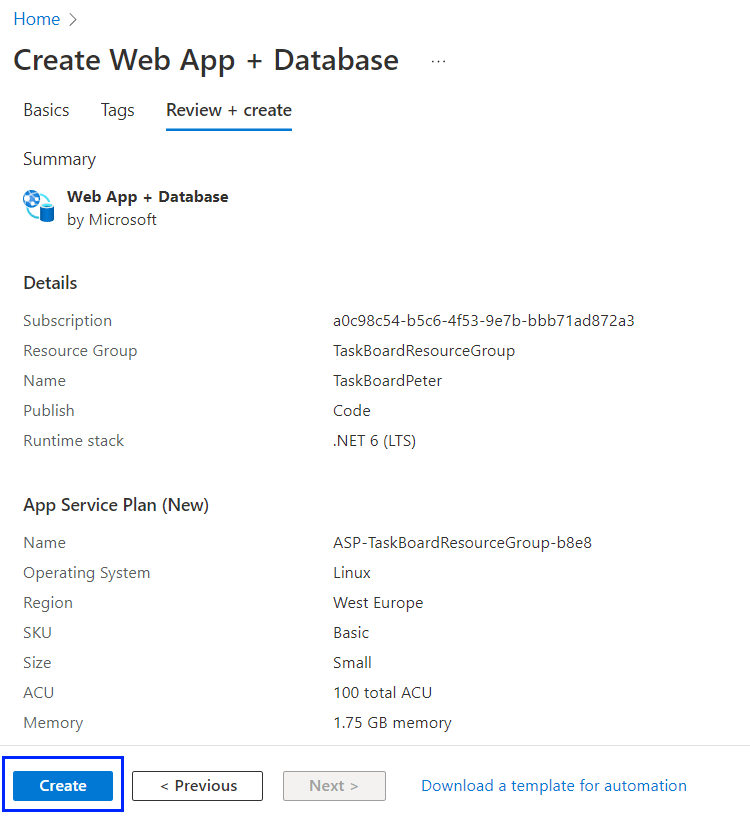 Home >
Create Web App + Database ...
Basics Tags Review + create
Summary
Web App + Database
by Microsoft
Details
Subscription a0c98c54-b5c6-4f53-9e7b-bbb71ad872a3
Resource Group TaskBoardResourceGroup
Name TaskBoardPeter
Publish Code
Runtime stack .NET 6 (LTS)
App Service Plan (New)
Name ASP-TaskBoardResourceGroup-b8e8
Operating System Linux
Region West Europe
SKU Basic
Size Small
ACU 100 total ACU
Memory 1.75 GB memory
Create < Previous Next > Download a template for automation